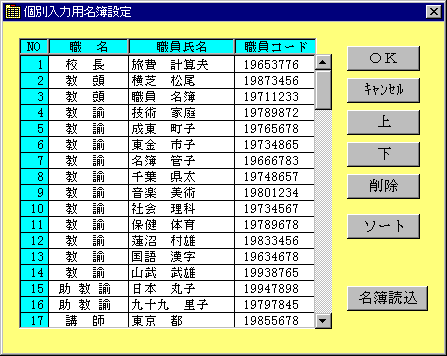 個別入力用名簿設定
NO 職 名 職員氏名 職員コード
1 校 長 旅費 計算夫 19653776
2 教 頭 横芝 松尾 19873456
3 教 頭 職員 名簿 19711233
4 教 諭 技術 家庭 19789872
5 教 諭 成東 町子 19765678
6 教 諭 東金 市子 19734865
7 教 諭 名簿 管子 19666783
8 教 諭 千葉 県太 19748657
9 教 諭 音楽 美術 19801234
10 教 諭 社会 理科 19734567
11 教 諭 保健 体育 19789678
12 教 諭 蓮沼 村雄 19833456
13 教 諭 国語 漢字 19634678
14 教 諭 山武 武雄 19938765
15 助 教 諭 日本 丸子 19947898
16 助 教 諭 九十九 里子 19797845
17 講 師 東京 都 19855678
OK
ｷｬﾝｾﾙ
上
下
削除
ソート
名簿読込